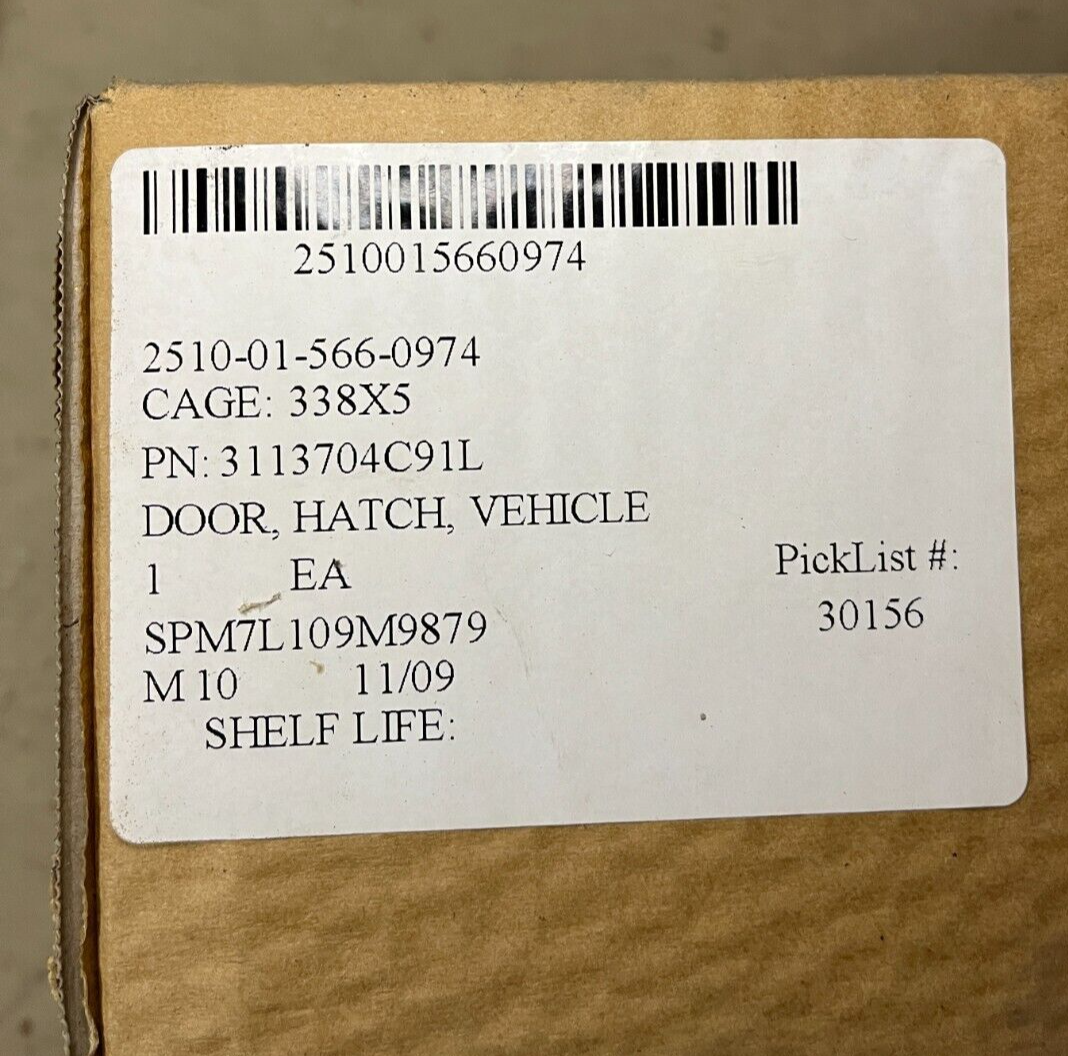 2510015660974
2510-01-566-0974
CAGE: 338X5
PN: 3113704C91L
DOOR, HATCH, VEHICLE
1 EA
PickList #:
30156
SPM7L109M9879
M 10 11/09
SHELF LIFE: